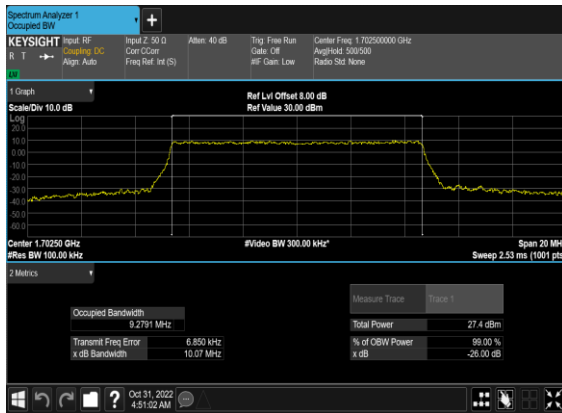 Spectrum Analyzer 1
Occupied BW
KEYSIGHT
R T
Input: RF
Coupling: DC
Align: Auto
Input Z: 50 Ω
Corr CCorr
Freq Ref: Int (S)
Atten: 40 dB
Trig: Free Run
Gate: Off
#IF Gain: Low
Center Freq: 1.702500000 GHz
Avg|Hold: 500/500
Radio Std: None
1 Graph
Scale/Div 10.0 dB
Ref Lvl Offset 8.00 dB
Ref Value 30.00 dBm
Log
20.0
10.0
0.00
-10.0
-20.0
-30.0
-40.0
-50.0
-60.0
Center 1.70250 GHz
#Res BW 100.00 kHz
#Video BW 300.00 kHz*
Span 20 MH
Sweep 2.53 ms (1001 pts
2 Metrics
Measure Trace
Trace 1
Occupied Bandwidth
9.2791 MHz
Total Power
27.4 dBm
Transmit Freq Error
6.850 kHz
% of OBW Power
99.00 %
x dB Bandwidth
10.07 MHz
x dB
-26.00 dB
?
Oct 31, 2022
4:51:02 AM